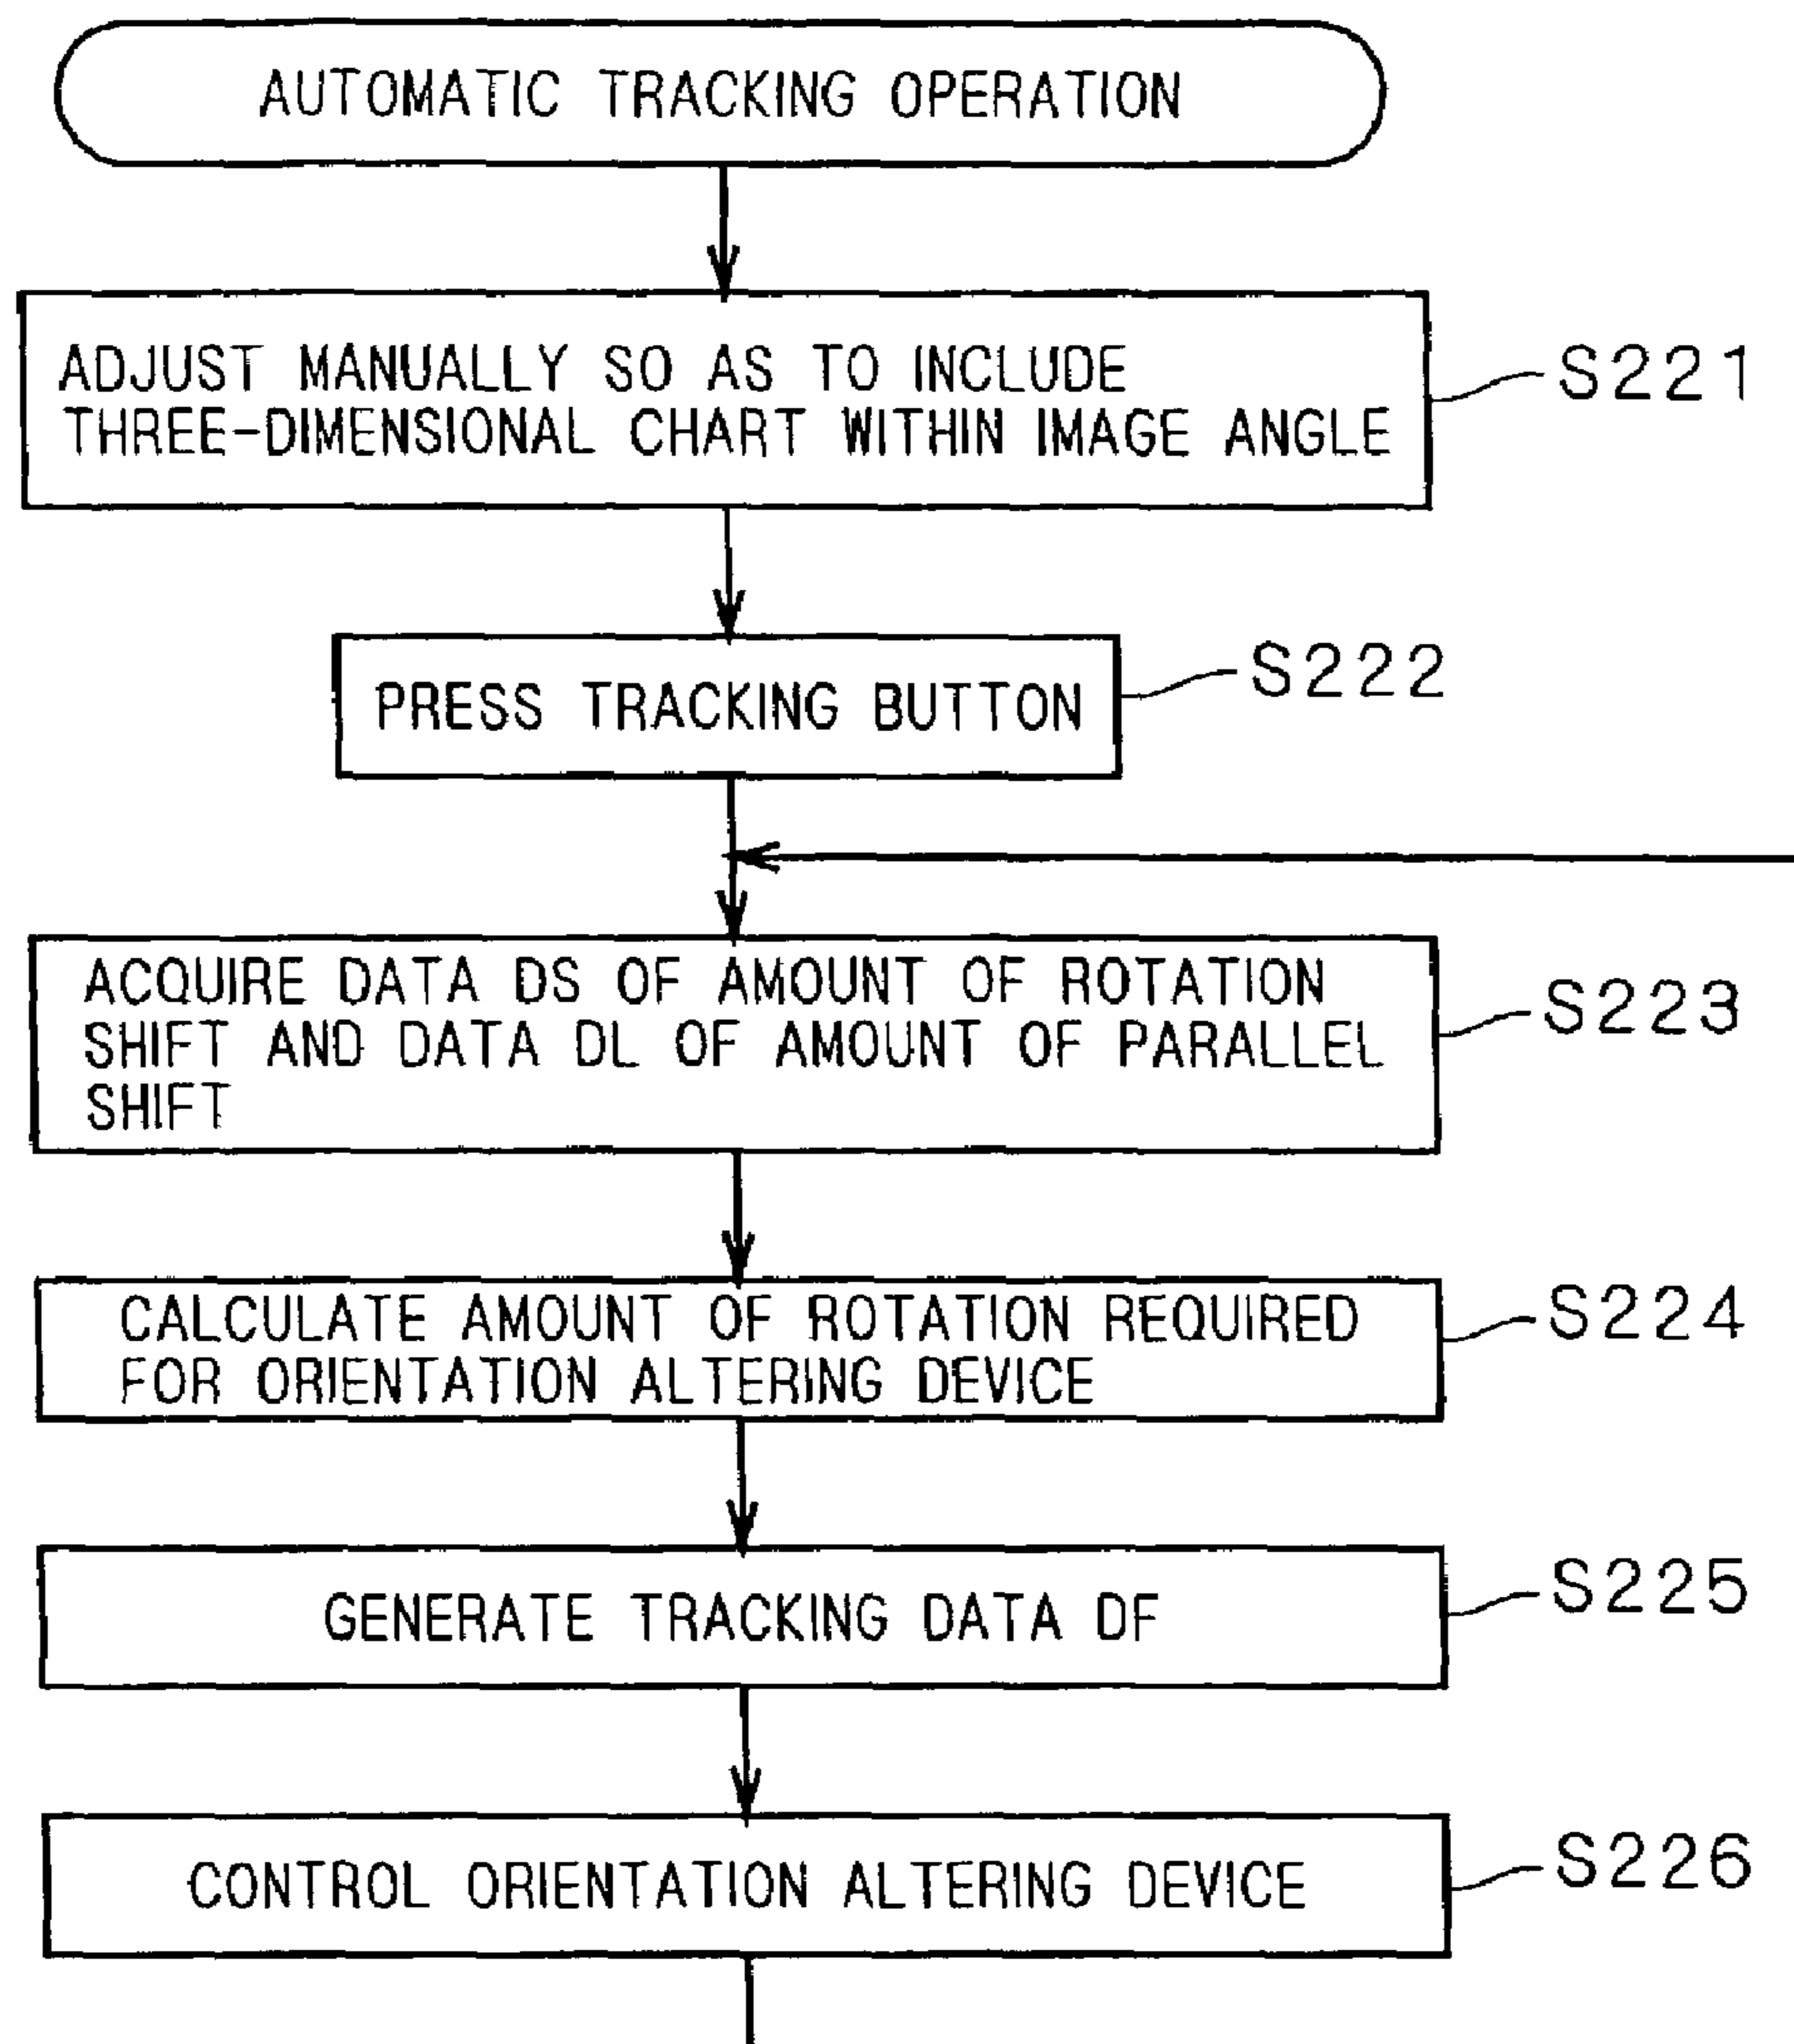 AUTOMATIC TRACKING OPERATION
ADJUST MANUALLY SO AS TO INCLUDE
THREE-DIMENSIONAL CHART WITHIN IMAGE ANGLE
S221
PRESS TRACKING BUTTON
S222
ACQUIRE DATA DS OF AMOUNT OF ROTATION
SHIFT AND DATA DL OF AMOUNT OF PARALLEL
SHIFT
S223
CALCULATE AMOUNT OF ROTATION REQUIRED
FOR ORIENTATION ALTERING DEVICE
S224
GENERATE TRACKING DATA DF
S225
CONTROL ORIENTATION ALTERING DEVICE
S226